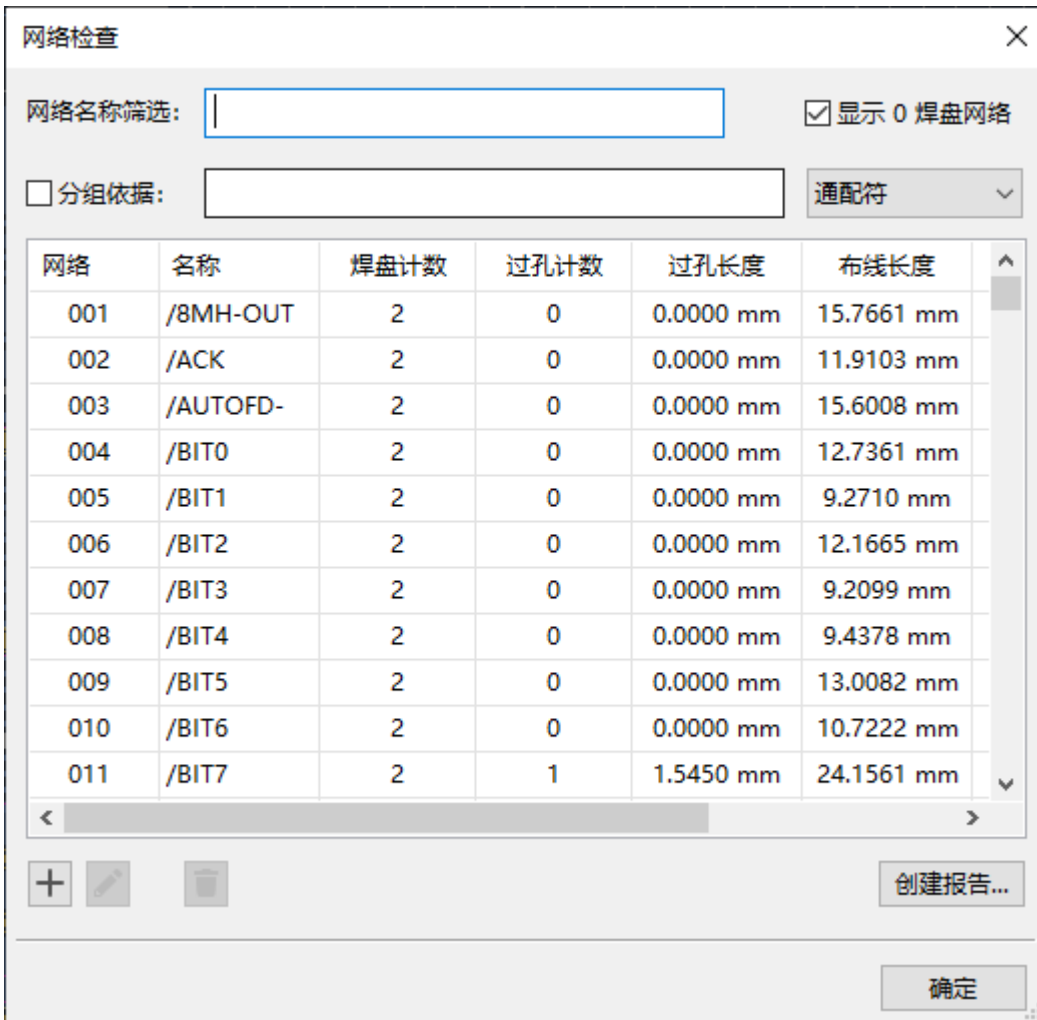 网络检查
网络名称筛选: 显示 0 焊盘网络
分组依据: 通配符
网络 名称 焊盘计数 过孔计数 过孔长度 布线长度
001 /8MH-OUT 2 0 0.0000 mm 15.7661 mm
002 /ACK 2 0 0.0000 mm 11.9103 mm
003 /AUTOFD- 2 0 0.0000 mm 15.6008 mm
004 /BIT0 2 0 0.0000 mm 12.7361 mm
005 /BIT1 2 0 0.0000 mm 9.2710 mm
006 /BIT2 2 0 0.0000 mm 12.1665 mm
007 /BIT3 2 0 0.0000 mm 9.2099 mm
008 /BIT4 2 0 0.0000 mm 9.4378 mm
009 /BIT5 2 0 0.0000 mm 13.0082 mm
010 /BIT6 2 0 0.0000 mm 10.7222 mm
011 /BIT7 2 1 1.5450 mm 24.1561 mm
创建报告...
确定